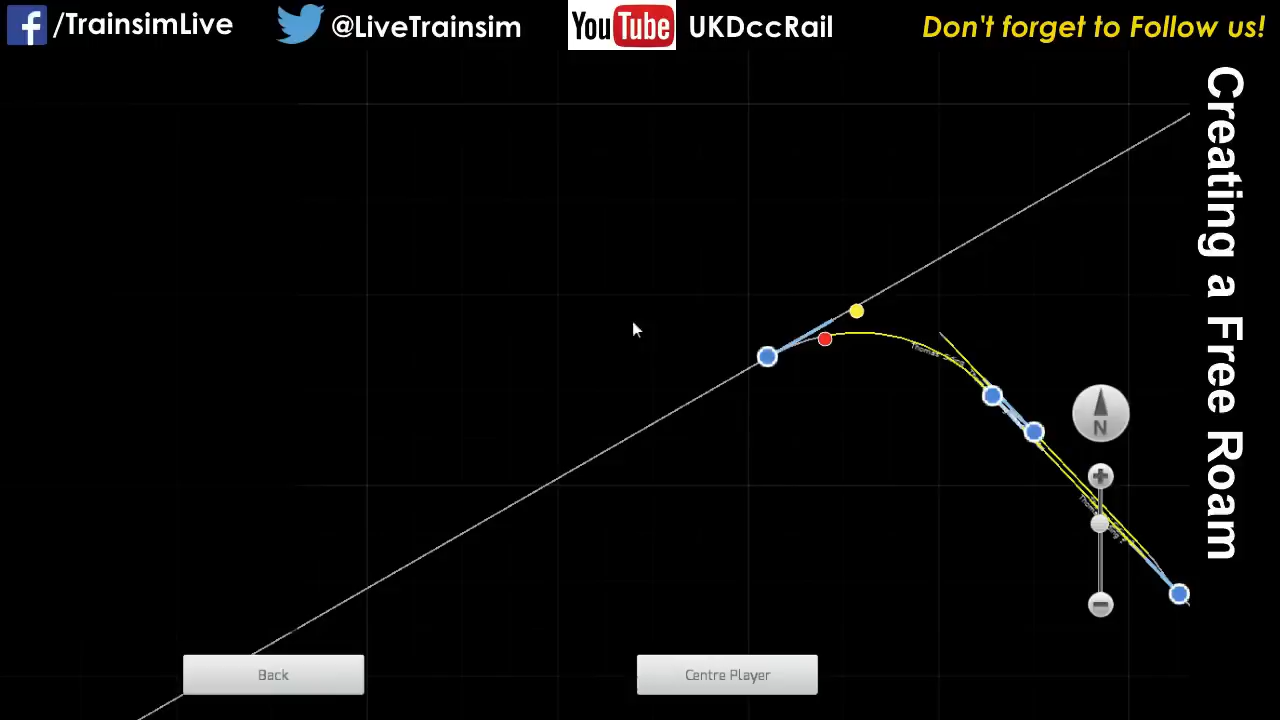 /TrainsimLive
@LiveTrainsim
YouTube
UKDccRail
Don't forget to Follow us!
Creating a Free Roam
N
Back
Centre Player